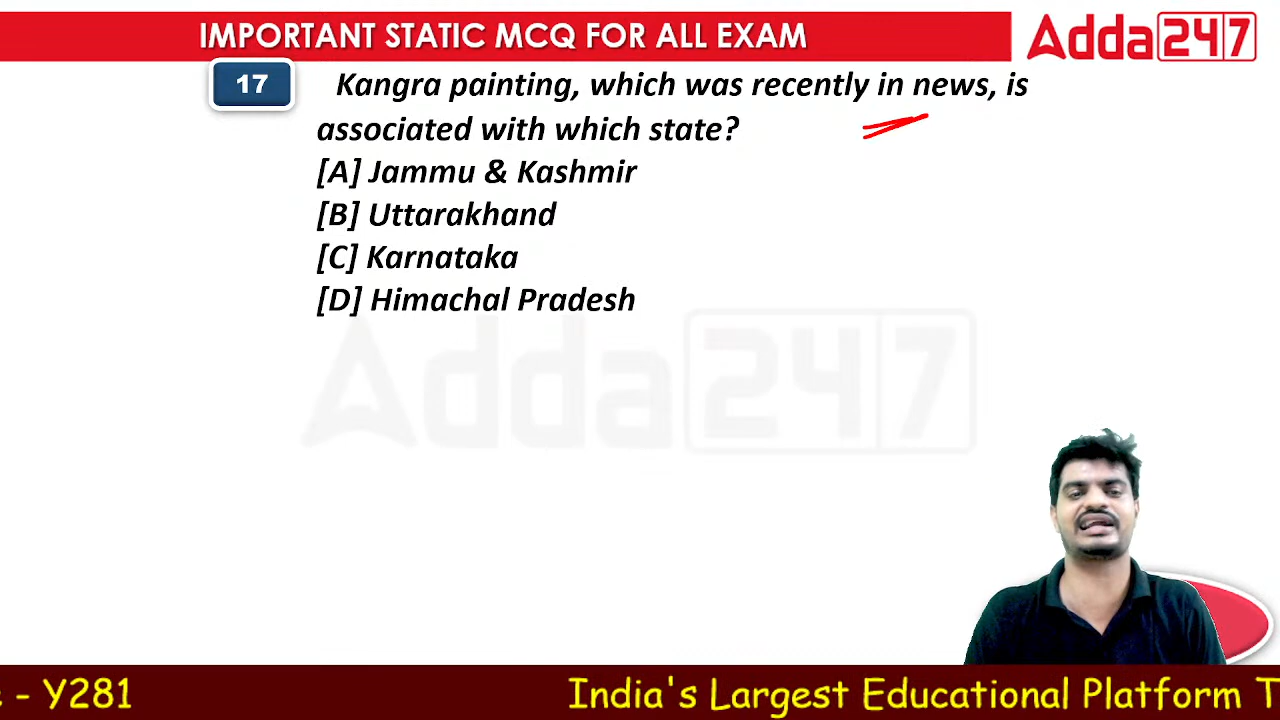 IMPORTANT STATIC MCQ FOR ALL EXAM
Adda247
17
Kangra painting, which was recently in news, is
associated with which state?
[A] Jammu & Kashmir
[B] Uttarakhand
[C] Karnataka
[D] Himachal Pradesh
Adda247
- Y281
India's Largest Educational Platform T